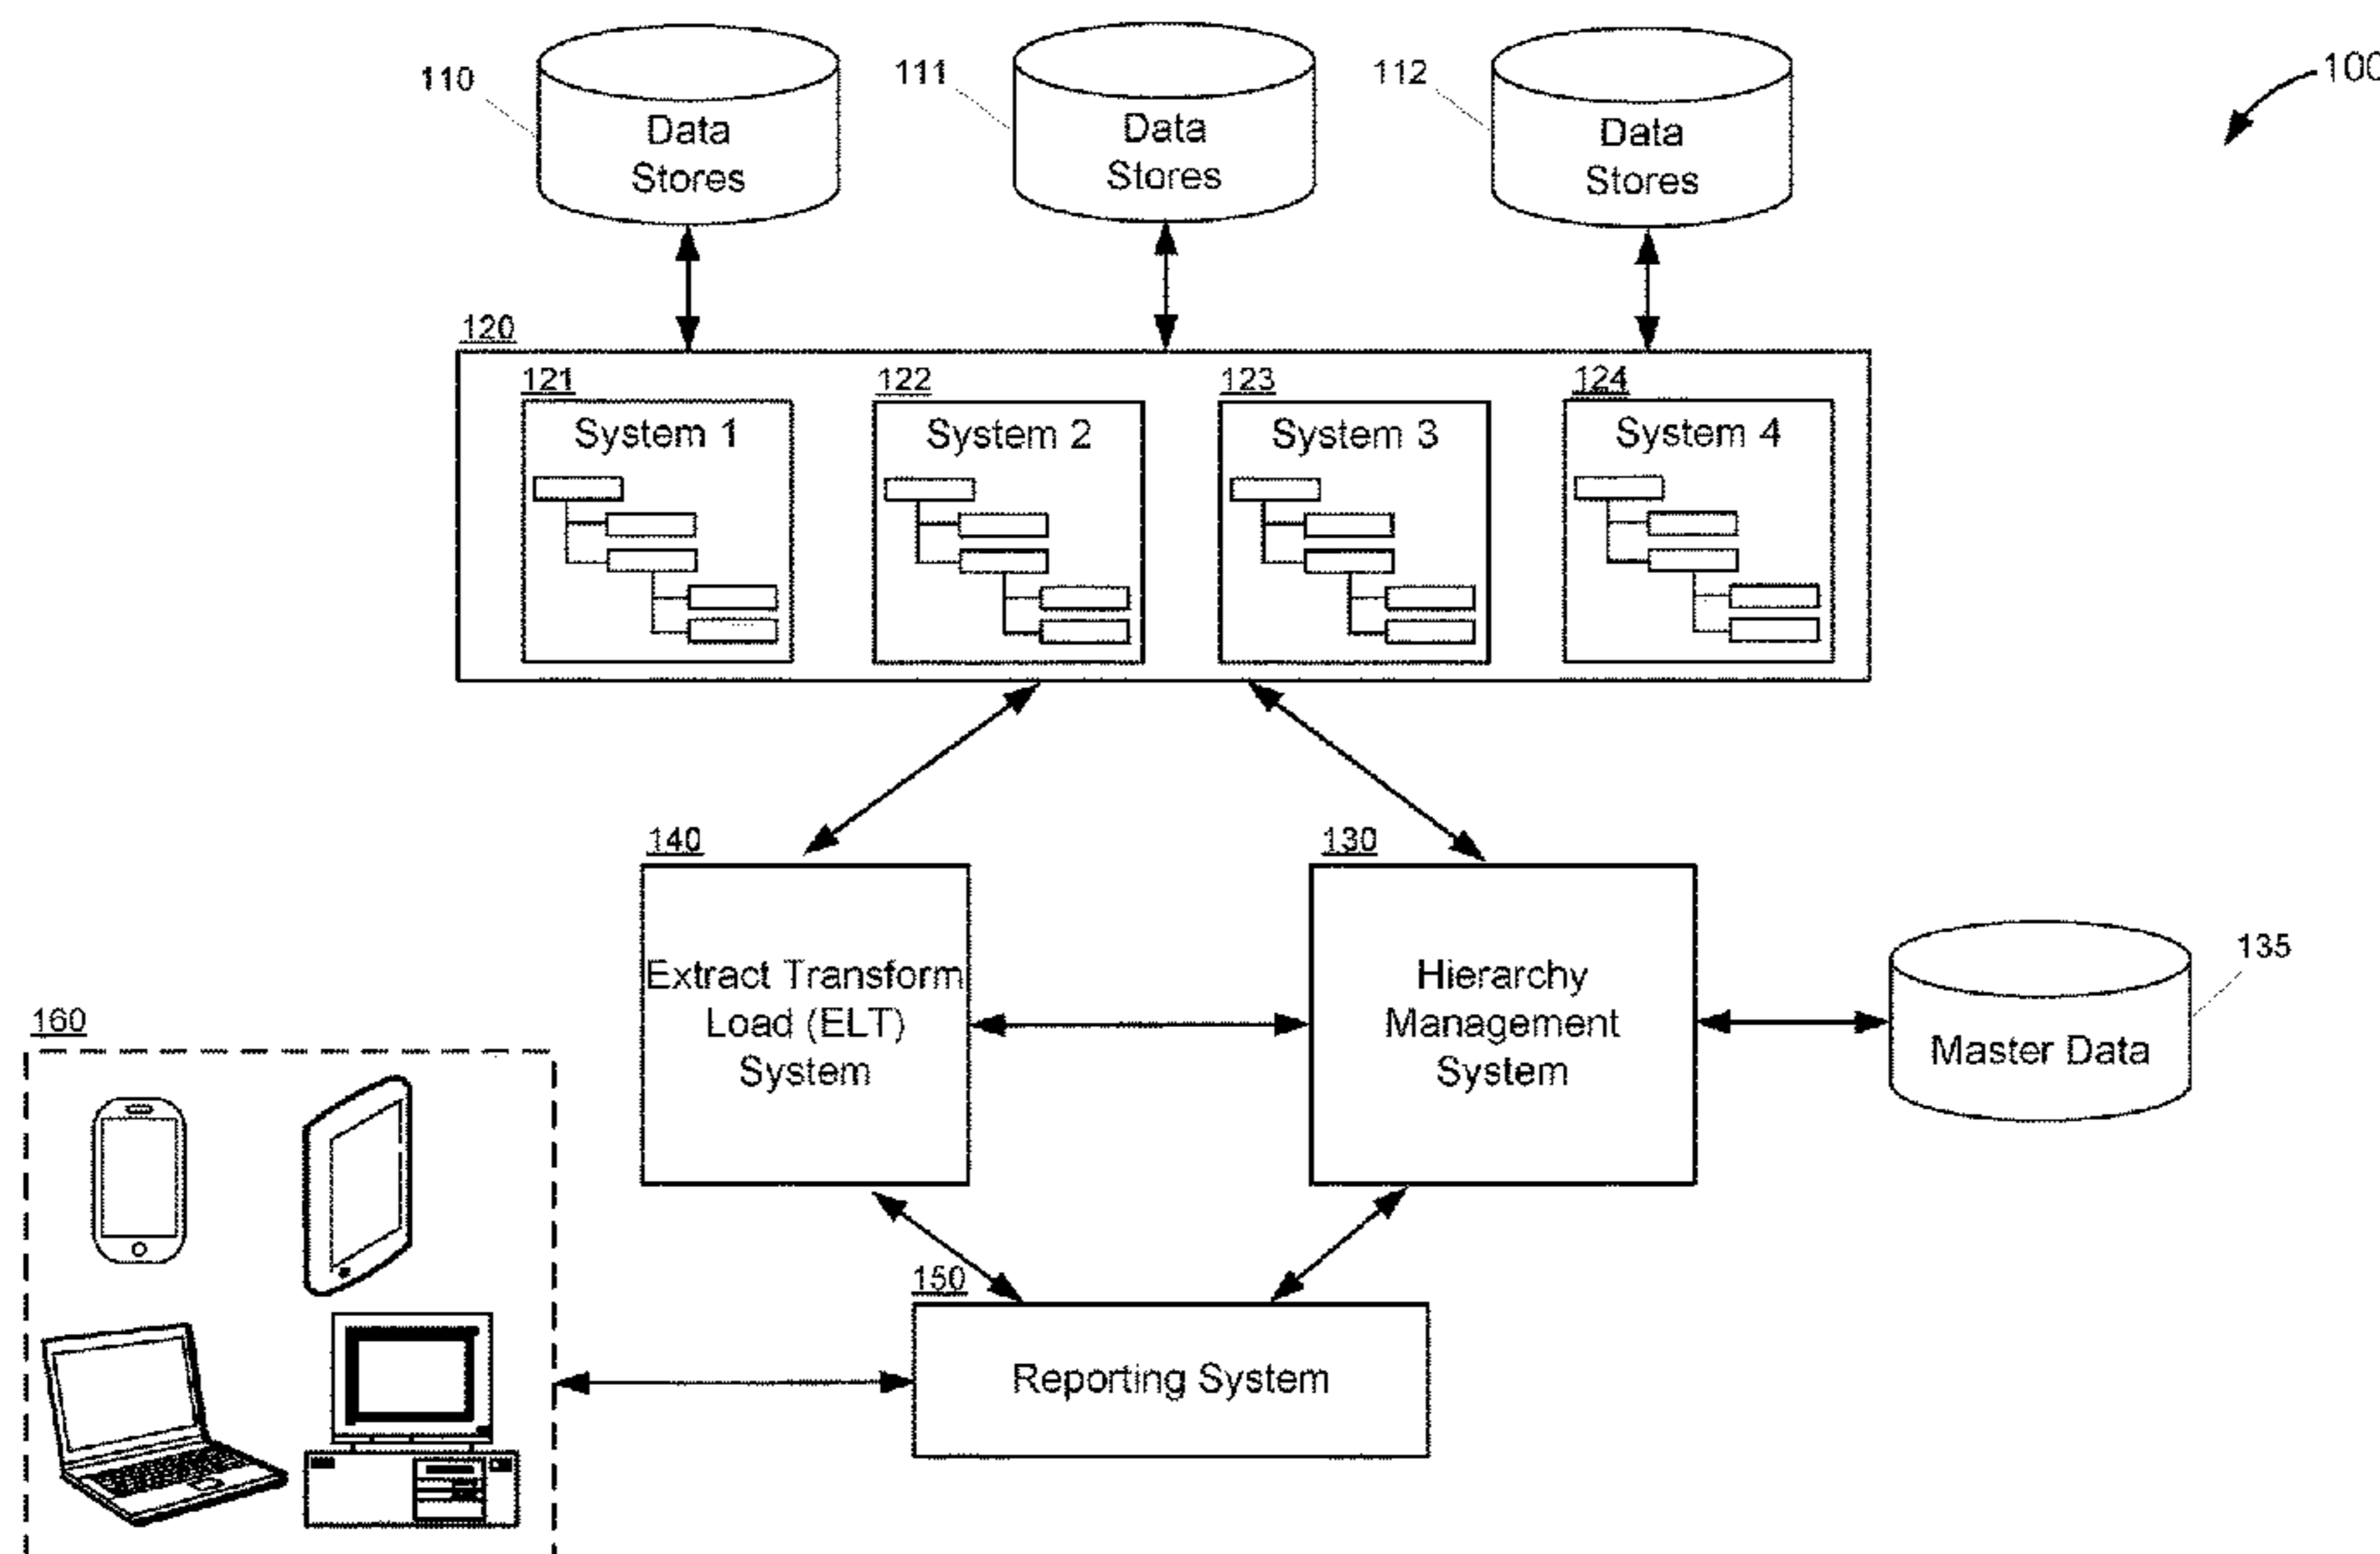 110
Data
Stores
111
Data
Stores
112
Data
Stores
100
120
121
System 1
122
System 2
123
System 3
124
System 4
140
Extract Transform
Load (ELT)
System
130
Hierarchy
Management
System
135
Master Data
160
150
Reporting System